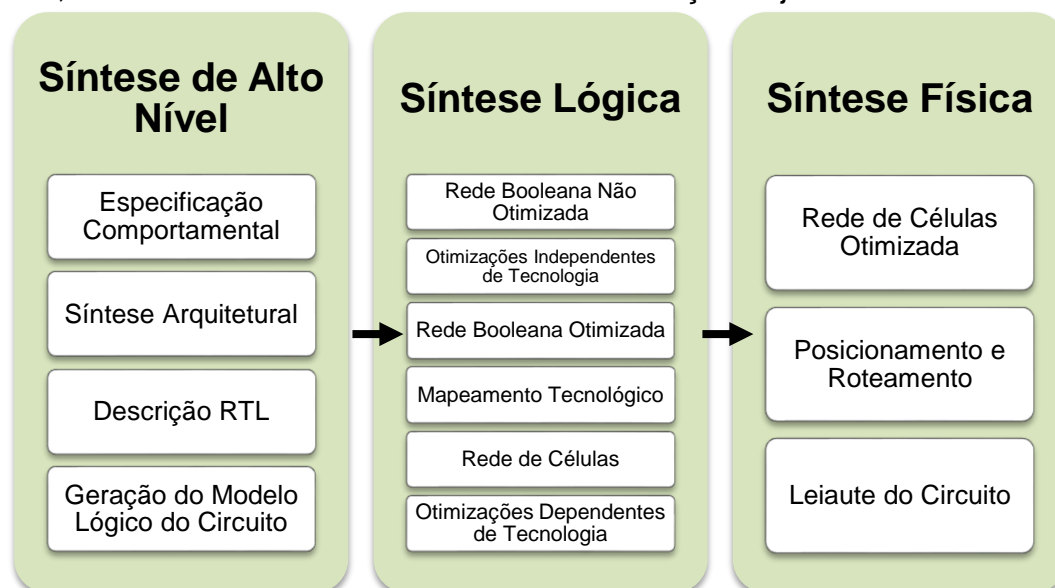 Síntese de Alto
Nível
Especificação
Comportamental
Síntese Arquitetural
Descrição RTL
Geração do Modelo
Lógico do Circuito
Síntese Lógica
Rede Booleana Não
Otimizada
Otimizações Independentes
de Tecnologia
Rede Booleana Otimizada
Mapeamento Tecnológico
Rede de Células
Otimizações Dependentes
de Tecnologia
Síntese Física
Rede de Células
Otimizada
Posicionamento e
Roteamento
Leiaute do Circuito